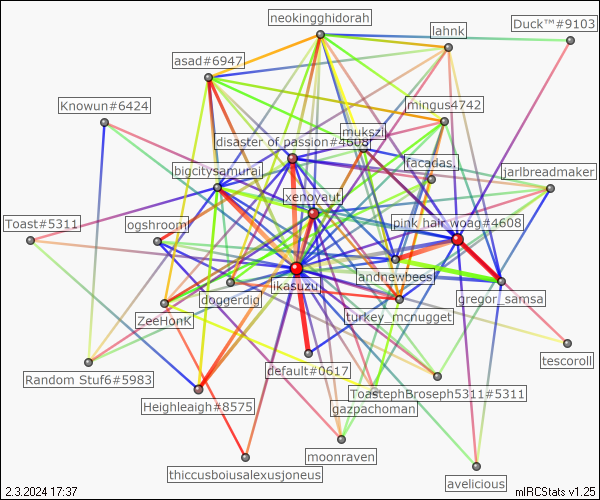 neokingghidorah
lahnk
Duck™#9103
asad#6947
Knowun#6424
mingus4742
mukszi
disaster of passion#4608
facadas.
bigcitysamurai
jarlbreadmaker
xenoyaut
Toast#5311
ogshroom
pink hair woag#4608
landnewbees
ikasuzu
doggerdig
gregor_samsa
ZeeHonK
turkey_mcnugget
tescoroll
default#0617
Random Stuf6#5983
ToastephBroseph5311#5311
Heighleaigh#8575
gazpachoman
moonraven
thiccusboiusalexusjoneus
avelicious
2.3.2024 17:37
mIRCStats v1.25